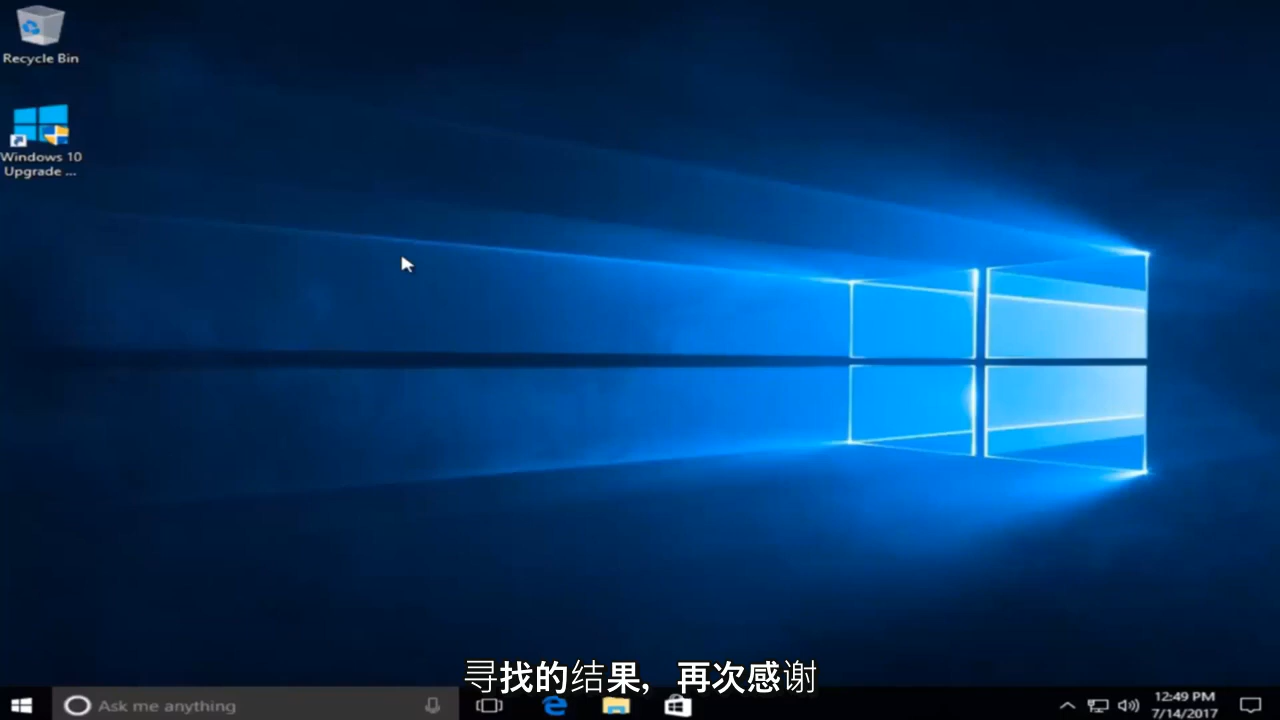 Recycle Bin
Windows 10
Upgrade ...
寻找的结果，再次感谢
Ask me anything
12:49 PM
7/14/2017